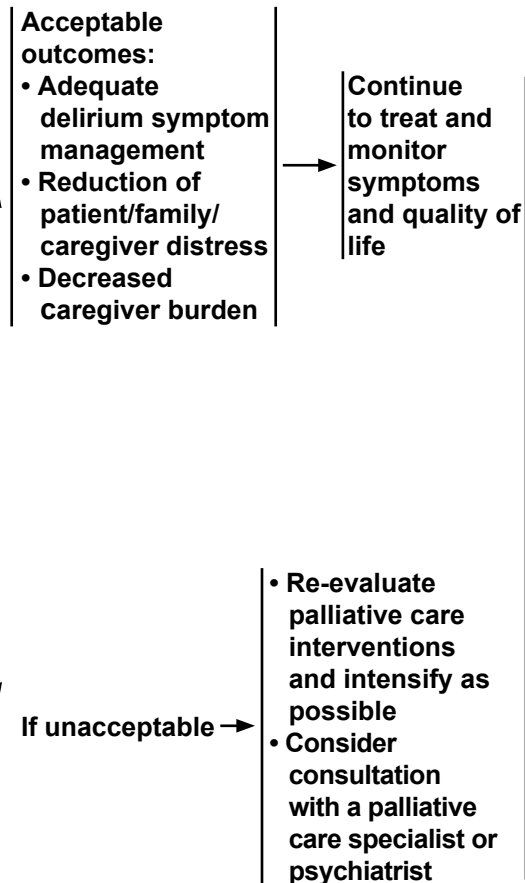 Acceptable
outcomes:
• Adequate
delirium symptom
management
• Reduction of
patient/family/
caregiver distress
• Decreased
caregiver burden
Continue
to treat and
monitor
symptoms
and quality of
life
If unacceptable
• Re-evaluate
palliative care
interventions
and intensify as
possible
• Consider
consultation
with a palliative
care specialist or
psychiatrist